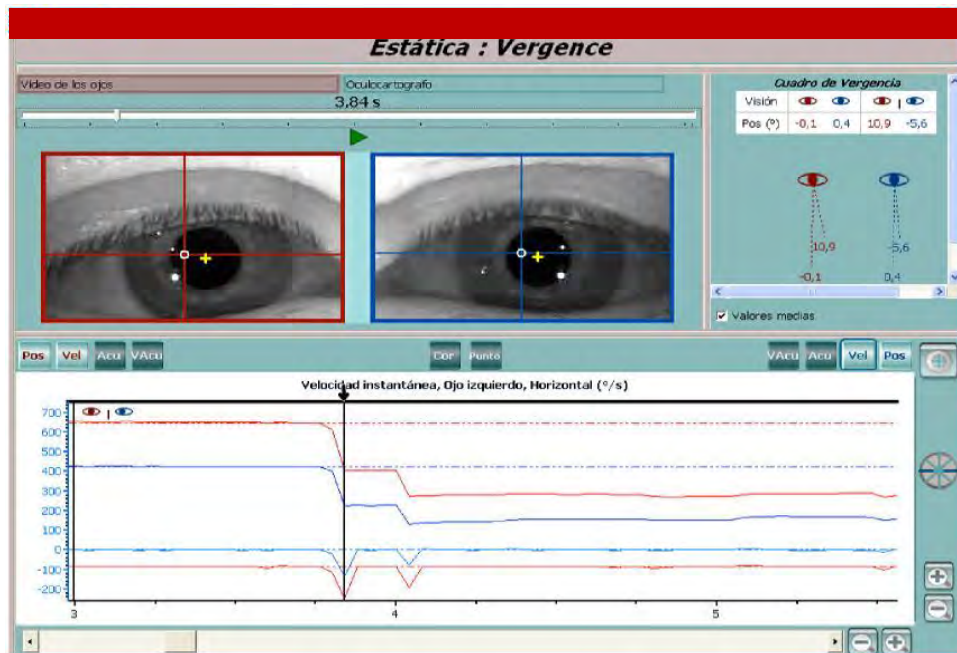 Estática : Vergence
Vídeo de los ojos
Oculocartografo
3.84 s
Cuadro de Vergencia
Visión
Pos (º) -0,1 0,4 10,9 -5,6
10,9 -5,6
-0,1 0,4
Valores medias
Pos Vel Acu VAcu Cor Punto VAcu Acu Vel Pos
Velocidad instantánea, Ojo izquierdo, Horizontal (º/s)
700
600
500
400
300
200
100
0
-100
-200
3 4 5